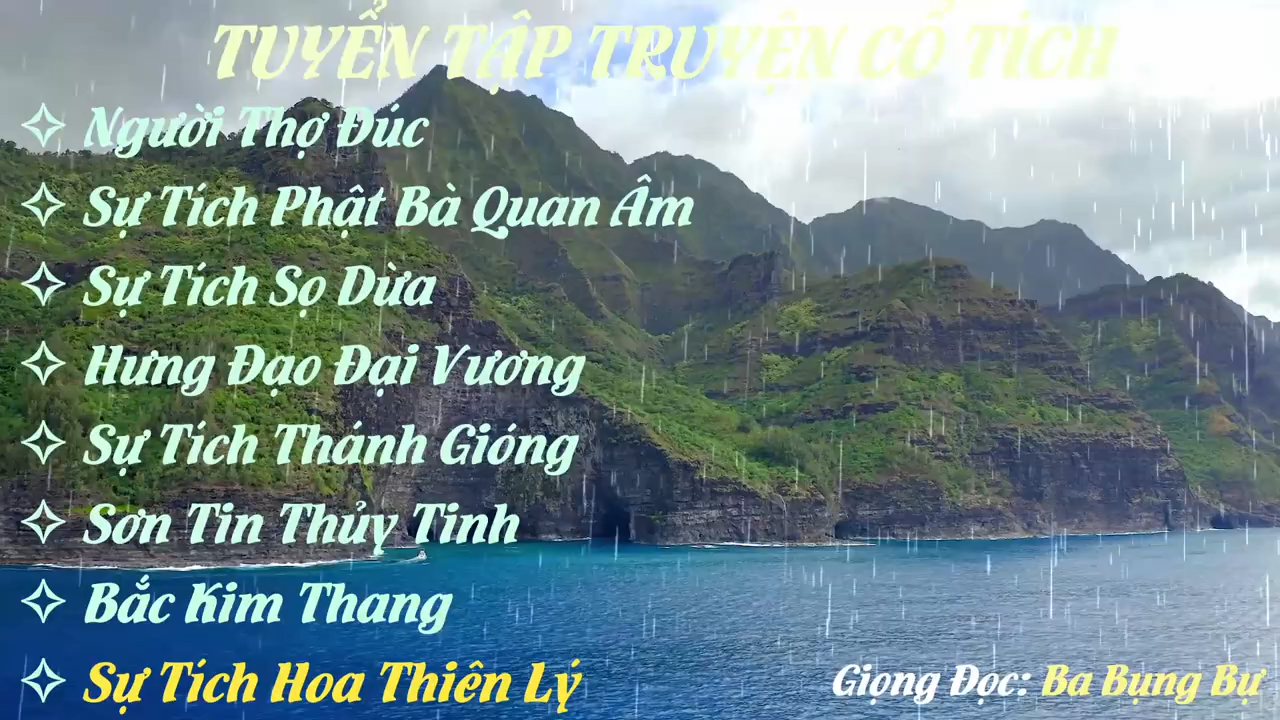 TUYỂN TẬP TRUYỆN CỔ TÍCH
Người Thợ Đúc
Sự Tích Phật Bà Quan Âm
Sự Tích Sọ Dừa
Hưng Đạo Đại Vương
Sự Tích Thánh Gióng
Sơn Tin Thủy Tinh
Bắc Kim Thang
Sự Tích Hoa Thiên Lý
Giọng Đọc: Ba Bụng Bự